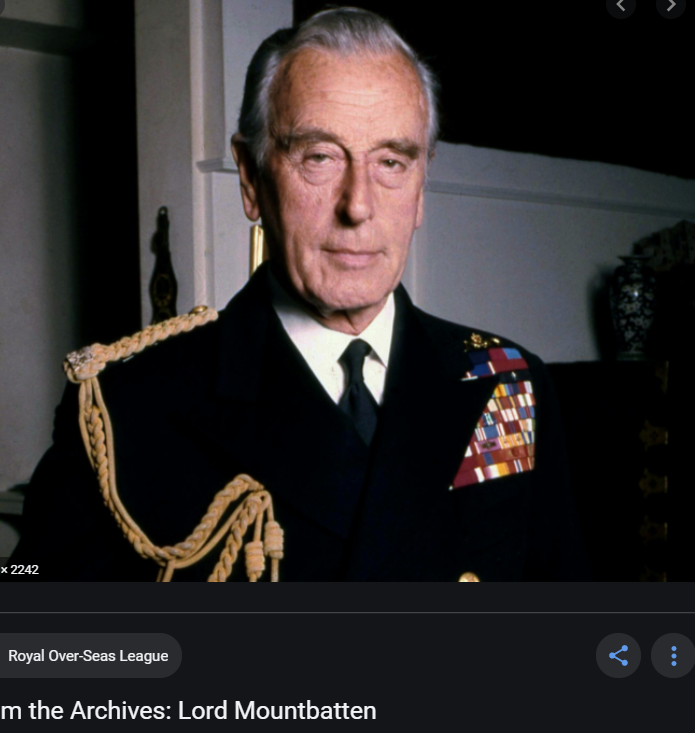 × 2242
Royal Over-Seas League
m the Archives: Lord Mountbatten